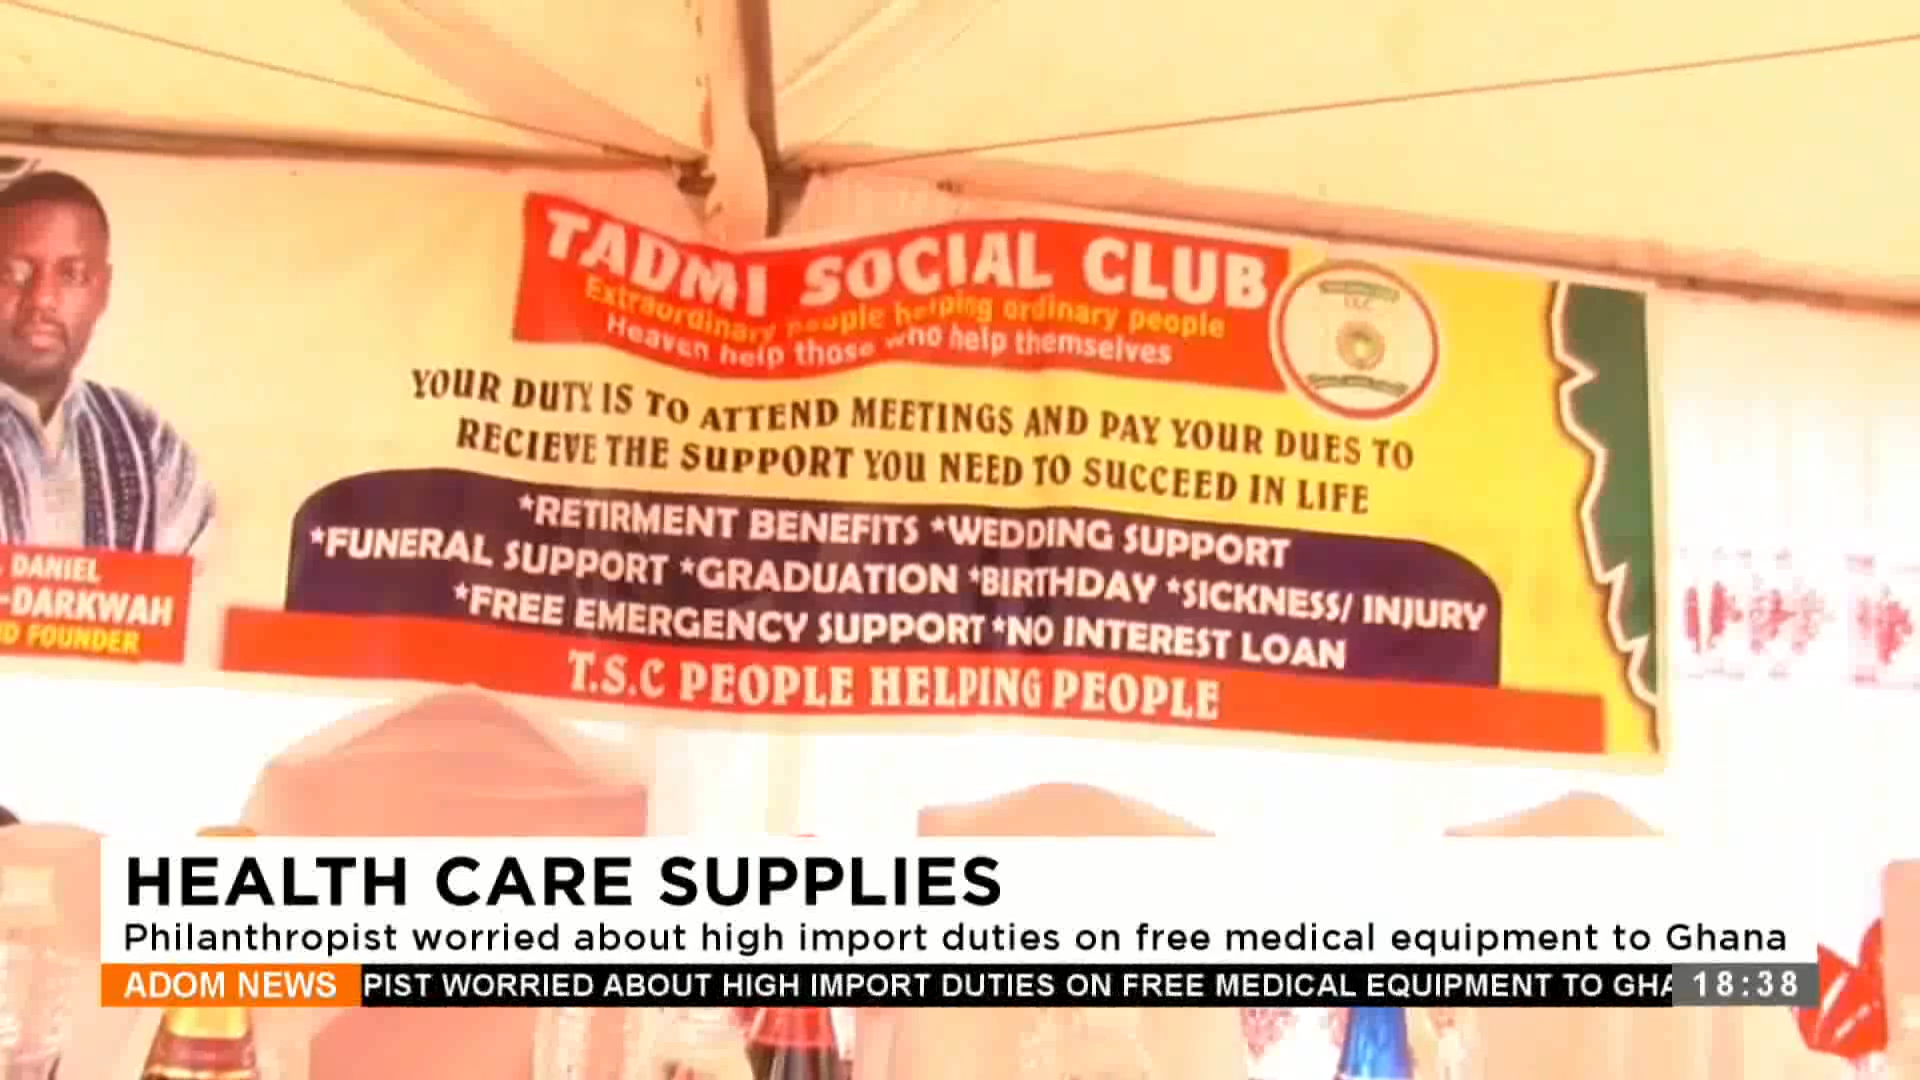 TADMI SOCIAL CLUB
Extraordinary people helping ordinary people
Heaven help those who help themselves
YOUR DUTY IS TO ATTEND MEETINGS AND PAY YOUR DUES TO
RECIEVE THE SUPPORT YOU NEED TO SUCCEED IN LIFE
*RETIRMENT BENEFITS *WEDDING SUPPORT
*FUNERAL SUPPORT *GRADUATION *BIRTHDAY *SICKNESS/ INJURY
*FREE EMERGENCY SUPPORT *NO INTEREST LOAN
T.S.C PEOPLE HELPING PEOPLE
DANIEL
-DARKWAH
FOUNDER
HEALTH CARE SUPPLIES
Philanthropist worried about high import duties on free medical equipment to Ghana
ADOM NEWS PIST WORRIED ABOUT HIGH IMPORT DUTIES ON FREE MEDICAL EQUIPMENT TO GHA 18:38